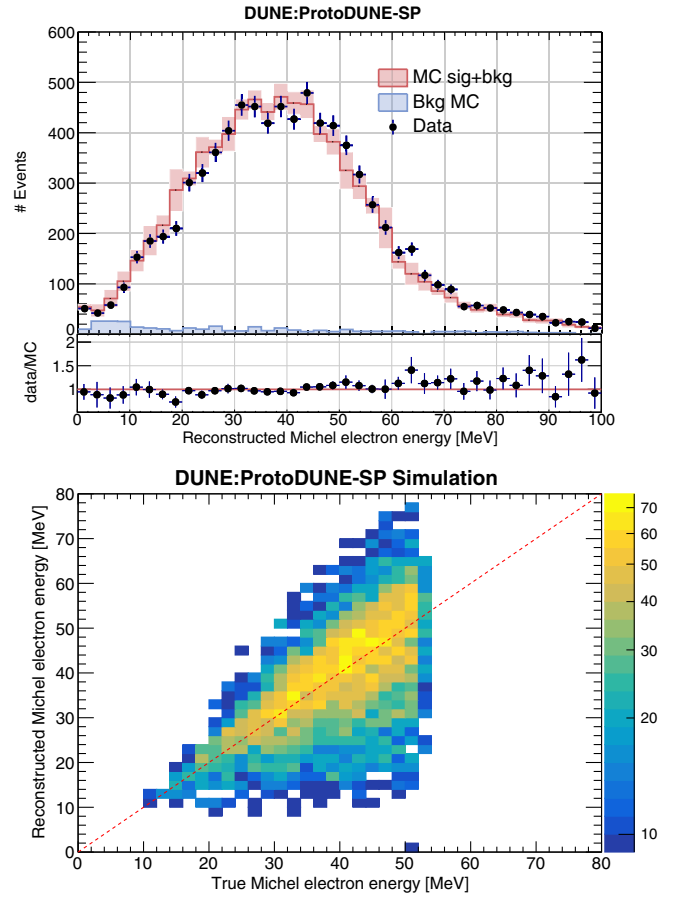 DUNE:ProtoDUNE-SP
600
500
400
300
200
100
0
# Events
MC sig+bkg
Bkg MC
Data
2
1.5
1
data/MC
0 10 20 30 40 50 60 70 80 90 100
Reconstructed Michel electron energy [MeV]
DUNE:ProtoDUNE-SP Simulation
80
70
60
50
40
30
20
10
0
Reconstructed Michel electron energy [MeV]
70
60
50
40
30
20
10
0 10 20 30 40 50 60 70 80
True Michel electron energy [MeV]